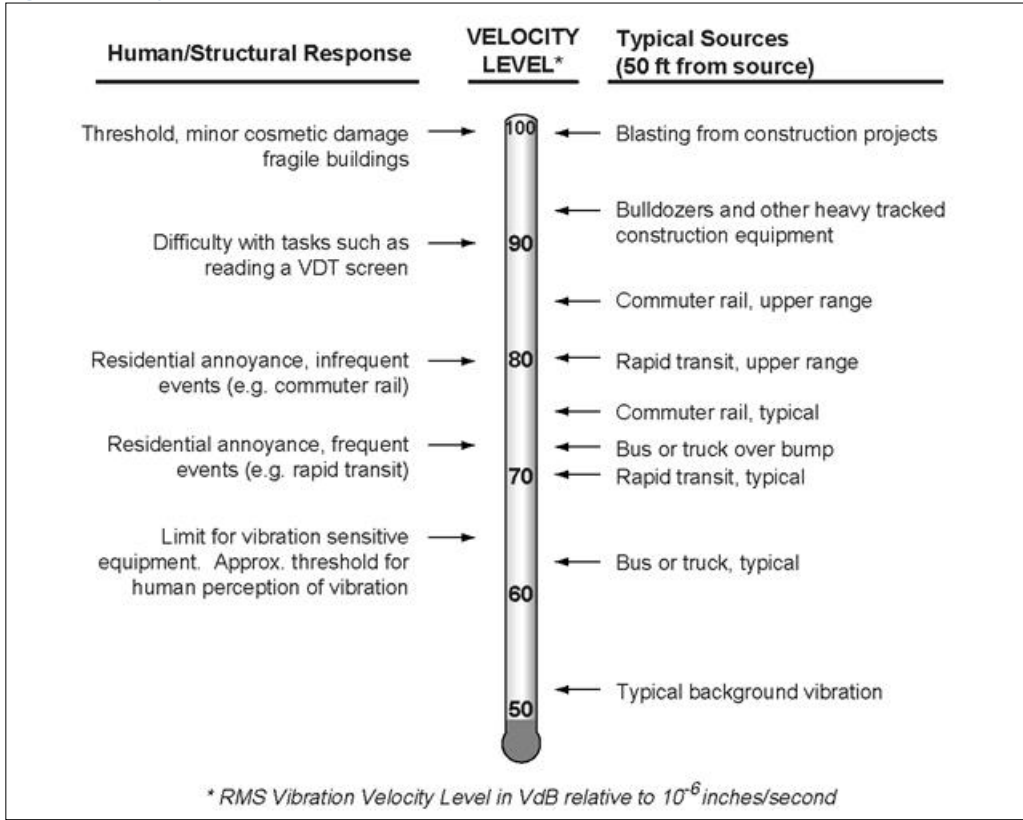 Human/Structural Response
VELOCITY
LEVEL*
Typical Sources
(50 ft from source)
Threshold, minor cosmetic damage
fragile buildings
100
Blasting from construction projects
Bulldozers and other heavy tracked
construction equipment
Difficulty with tasks such as
reading a VDT screen
90
Commuter rail, upper range
Residential annoyance, infrequent
events (e.g. commuter rail)
80
Rapid transit, upper range
Commuter rail, typical
Residential annoyance, frequent
events (e.g. rapid transit)
Bus or truck over bump
70
Rapid transit, typical
Limit for vibration sensitive
equipment. Approx. threshold for
human perception of vibration
Bus or truck, typical
60
Typical background vibration
50
* RMS Vibration Velocity Level in VdB relative to 10⁻⁶ inches/second